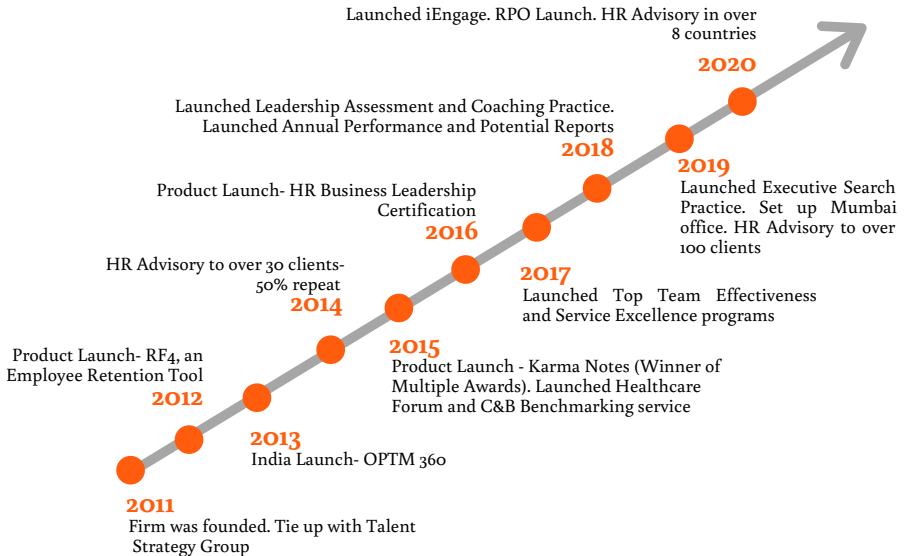 Launched iEngage. RPO Launch. HR Advisory in over
8 countries
2020
Launched Leadership Assessment and Coaching Practice.
Launched Annual Performance and Potential Reports
2018
2019
Launched Executive Search
Practice. Set up Mumbai
office. HR Advisory to over
100 clients
Product Launch- HR Business Leadership
Certification
2016
2017
Launched Top Team Effectiveness
and Service Excellence programs
HR Advisory to over 30 clients-
50% repeat
2014
2015
Product Launch - Karma Notes (Winner of
Multiple Awards). Launched Healthcare
Forum and C&B Benchmarking service
Product Launch- RF4, an
Employee Retention Tool
2012
2013
India Launch- OPTM 360
2011
Firm was founded. Tie up with Talent
Strategy Group